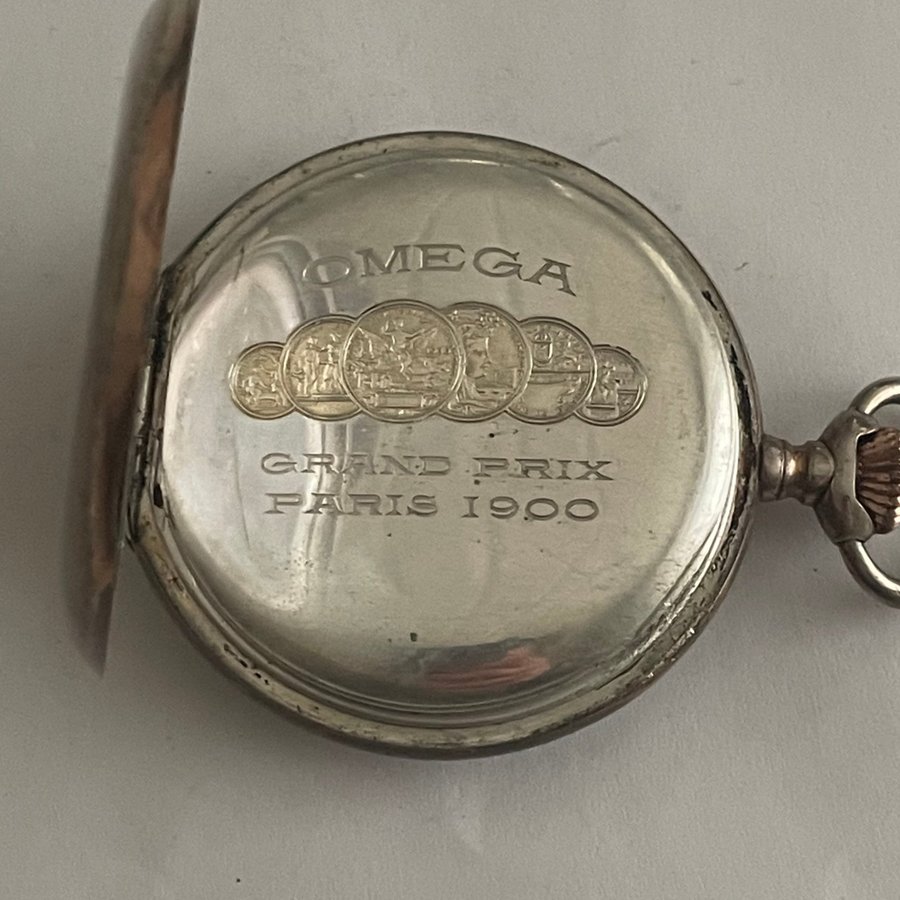 OMEGA
GRAND PRIX
PARIS 1900